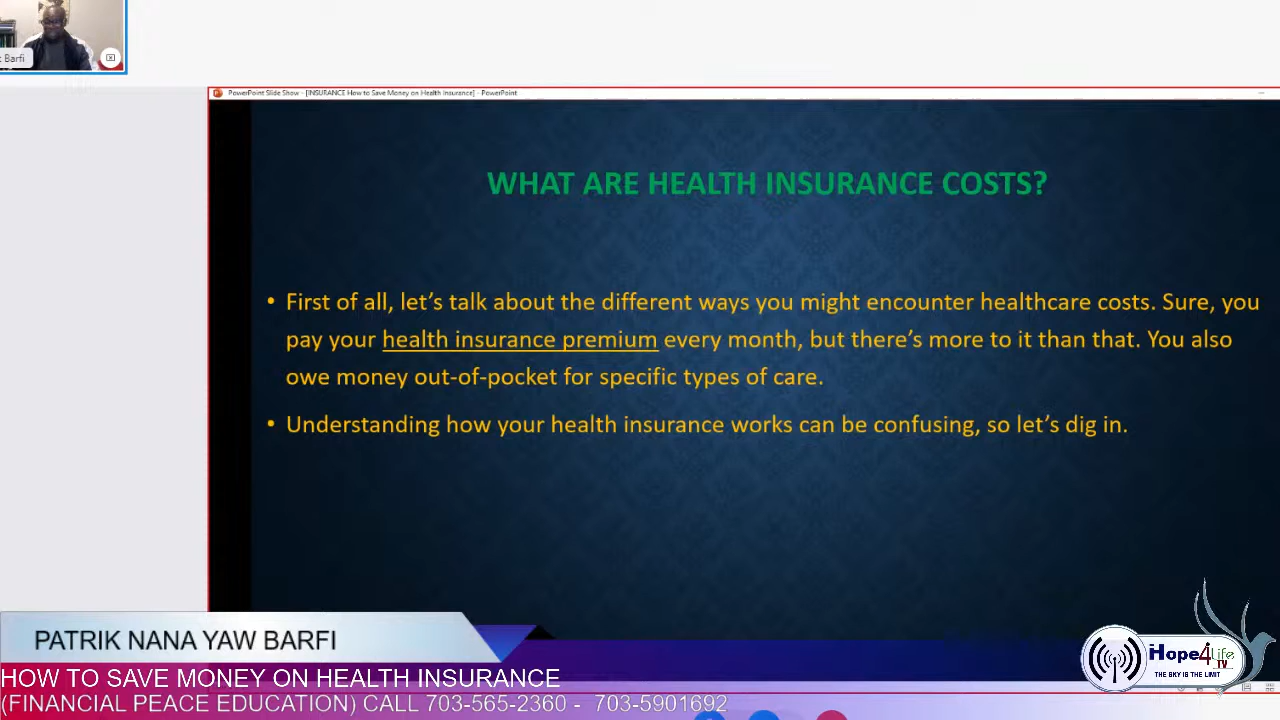 Barfi
PowerPoint Slide Show - [INSURANCE How to Save Money on Health Insurance] - PowerPoint
WHAT ARE HEALTH INSURANCE COSTS?
• First of all, let's talk about the different ways you might encounter healthcare costs. Sure, you
pay your health insurance premium every month, but there's more to it than that. You also
owe money out-of-pocket for specific types of care.
• Understanding how your health insurance works can be confusing, so let's dig in.
PATRIK NANA YAW BARFI
HOW TO SAVE MONEY ON HEALTH INSURANCE
(FINANCIAL PEACE EDUCATION) CALL 703-565-2360 - 703-5901692
Hope4Life
TV
THE SKY IS THE LIMIT